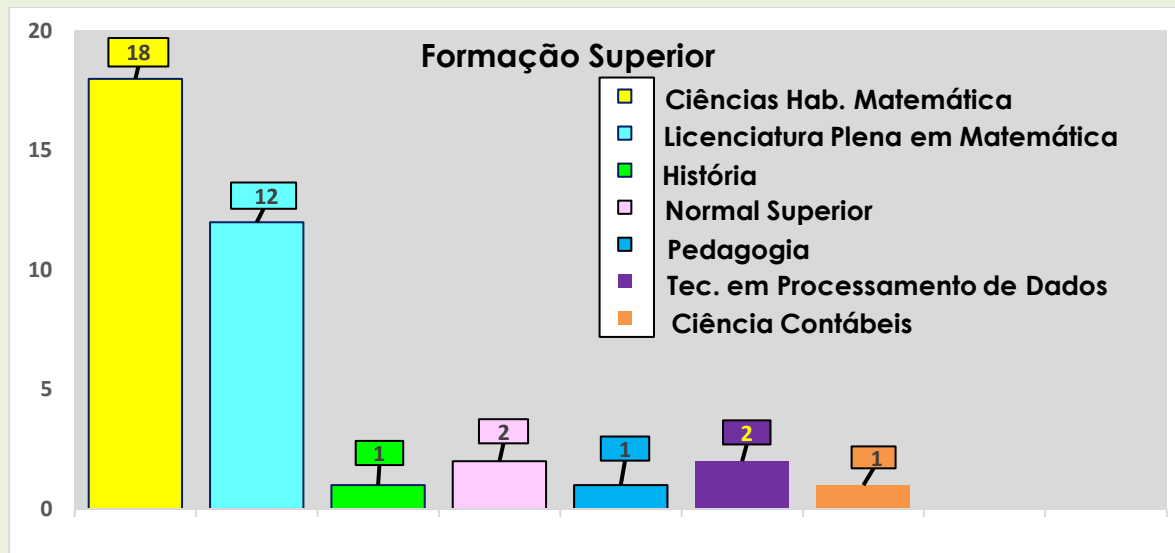 Formação Superior
20
15
10
5
0
18
12
1
2
1
2
1
Ciências Hab. Matemática
Licenciatura Plena em Matemática
História
Normal Superior
Pedagogia
Tec. em Processamento de Dados
Ciência Contábeis